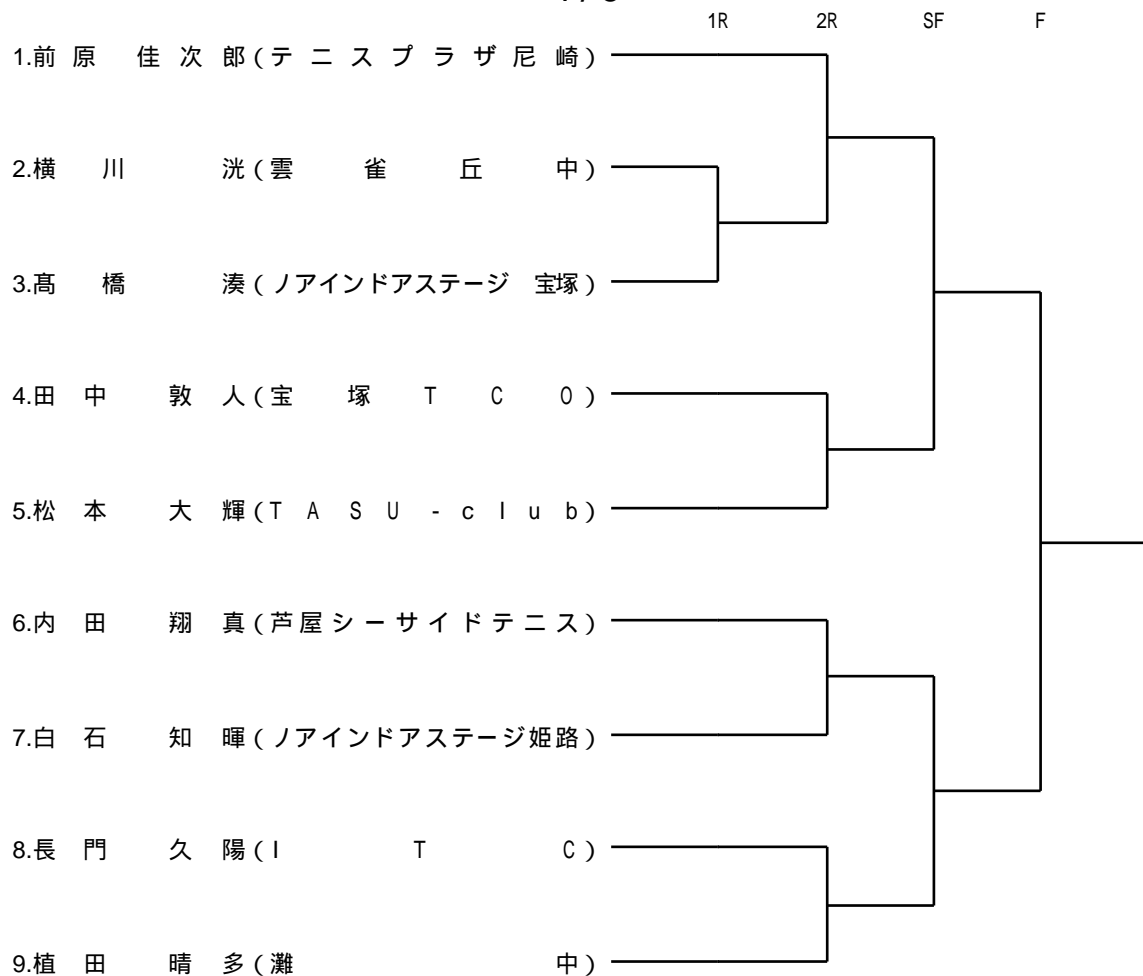 1R 2R SF F
1.前原 佳次郎(テニスプラザ尼崎)
2.横川 洸(雲雀丘中)
3.髙橋 湊(ノアインドアステージ 宝塚)
4.田中 敦人(宝塚TCO)
5.松本 大輝(TASU-club)
6.内田 翔真(芦屋シーサイドテニス)
7.白石 知暉(ノアインドアステージ姫路)
8.長門 久陽(ITC)
9.植田 晴多(灘中)